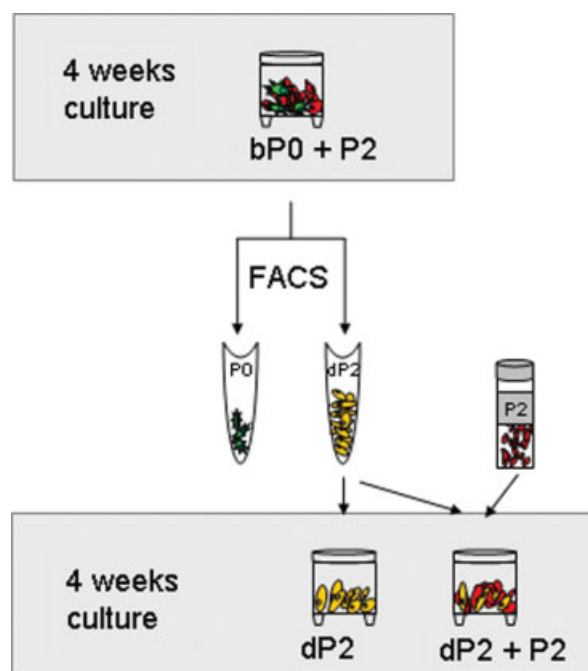 4 weeks
culture
bP0 + P2
FACS
P0
dP2
P2
4 weeks
culture
dP2
dP2 + P2